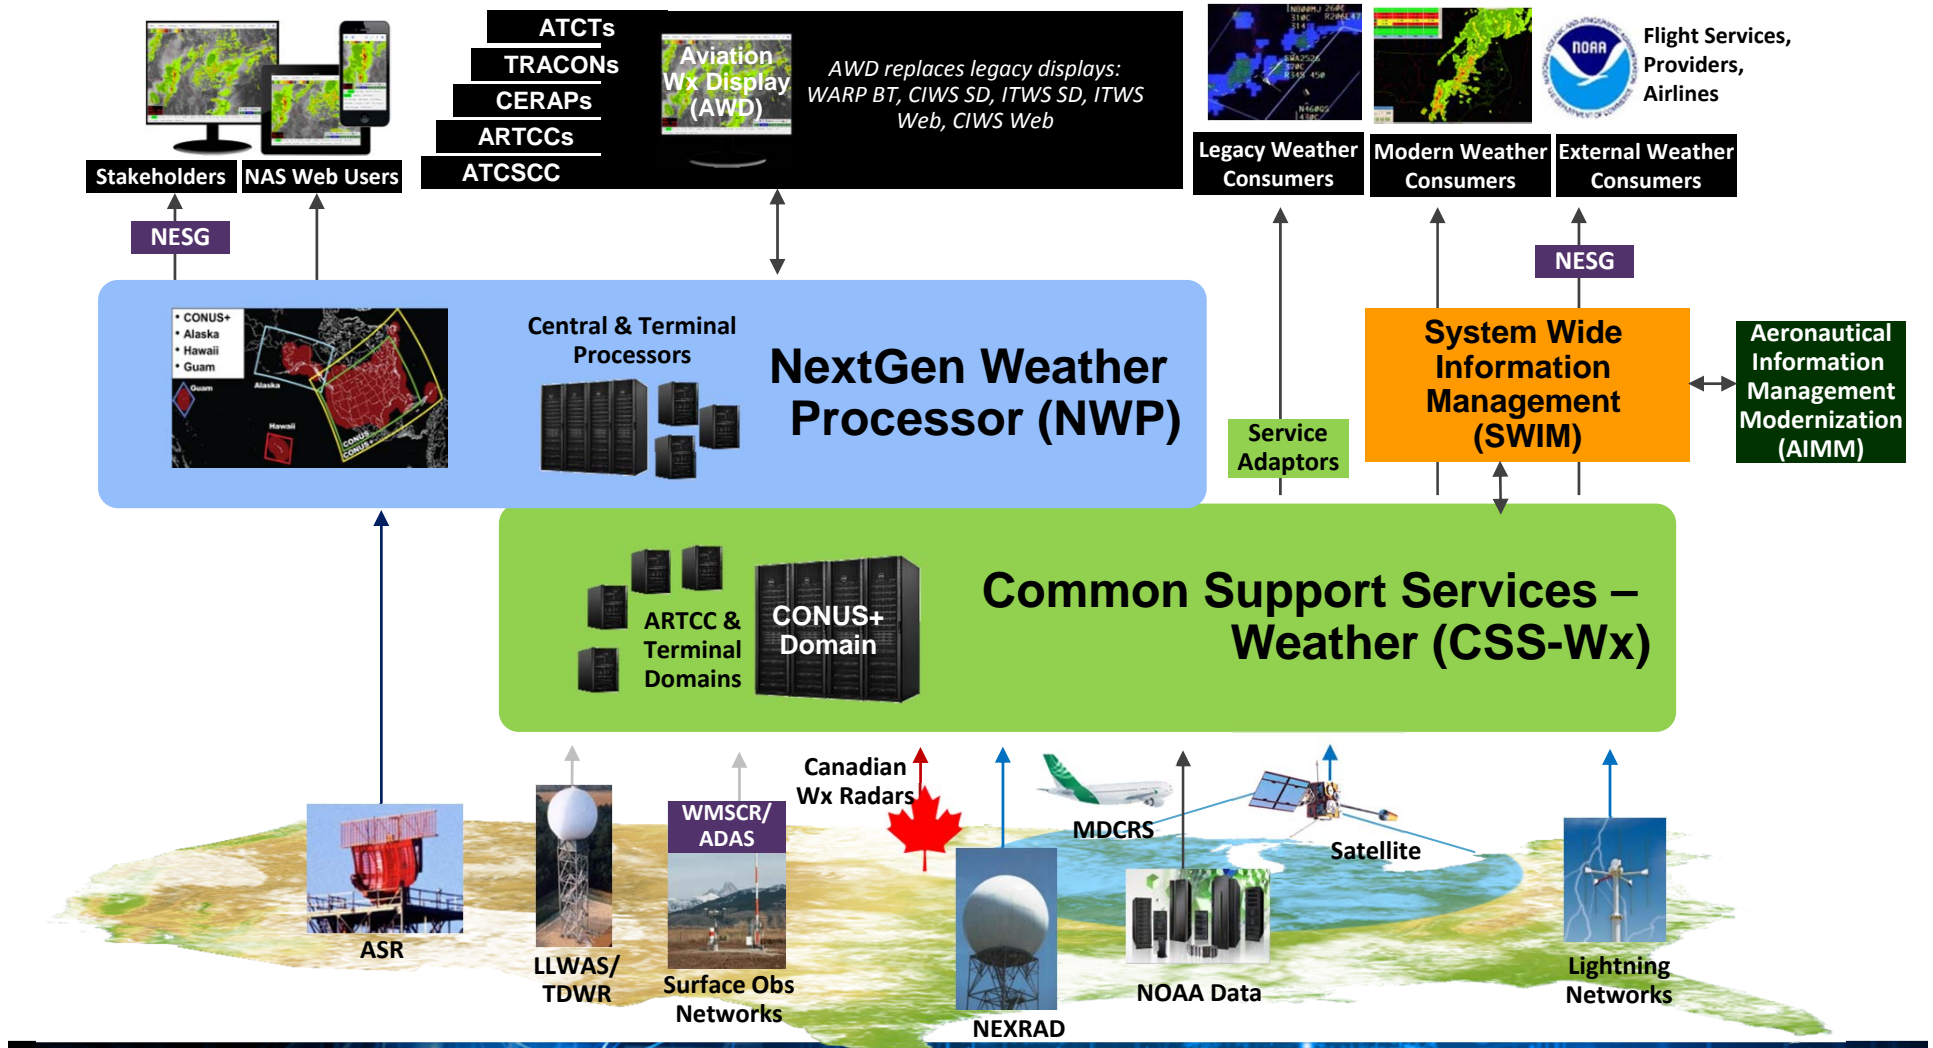 ATCTs
TRACONs
CERAPs
ARTCCs
ATCSCC
Aviation
Wx Display
(AWD)
AWD replaces legacy displays:
WARP BT, CIWS SD, ITWS SD, ITWS
Web, CIWS Web
NOAA
Flight Services,
Providers,
Airlines
Stakeholders
NAS Web Users
Legacy Weather
Consumers
Modern Weather
Consumers
External Weather
Consumers
NESG
NESG
• CONUS+
• Alaska
• Hawaii
• Guam
Guam
Alaska
Hawaii
CONUS
CONUS+
Central & Terminal
Processors
NextGen Weather
Processor (NWP)
System Wide
Information
Management
(SWIM)
Aeronautical
Information
Management
Modernization
(AIMM)
Service
Adaptors
ARTCC &
Terminal
Domains
CONUS+
Domain
Common Support Services –
Weather (CSS-Wx)
Canadian
Wx Radars
WMSCR/
ADAS
MDCRS
Satellite
ASR
LLWAS/
TDWR
Surface Obs
Networks
NEXRAD
NOAA Data
Lightning
Networks